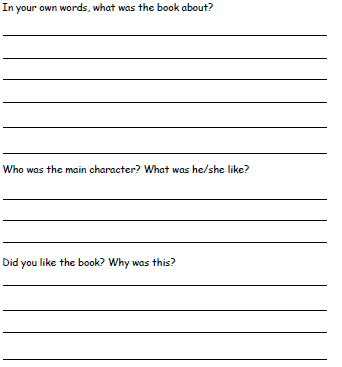 In your own words, what was the book about?
Who was the main character? What was he/she like?
Did you like the book? Why was this?